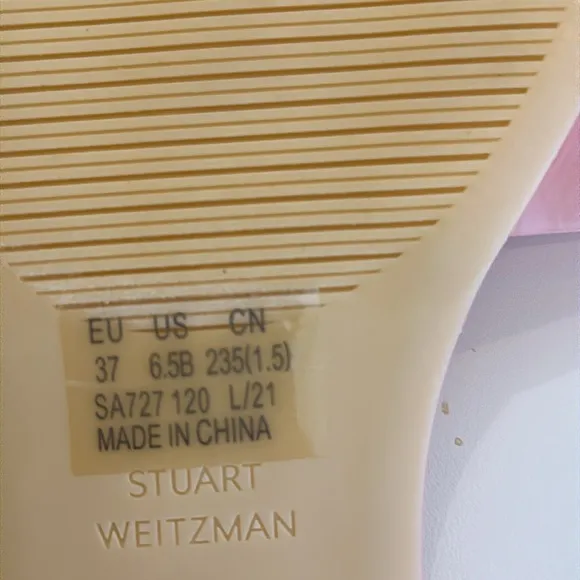 EU US CN
37 6.5B 235(1.5)
SA727 120 L/21
MADE IN CHINA
STUART
WEITZMAN